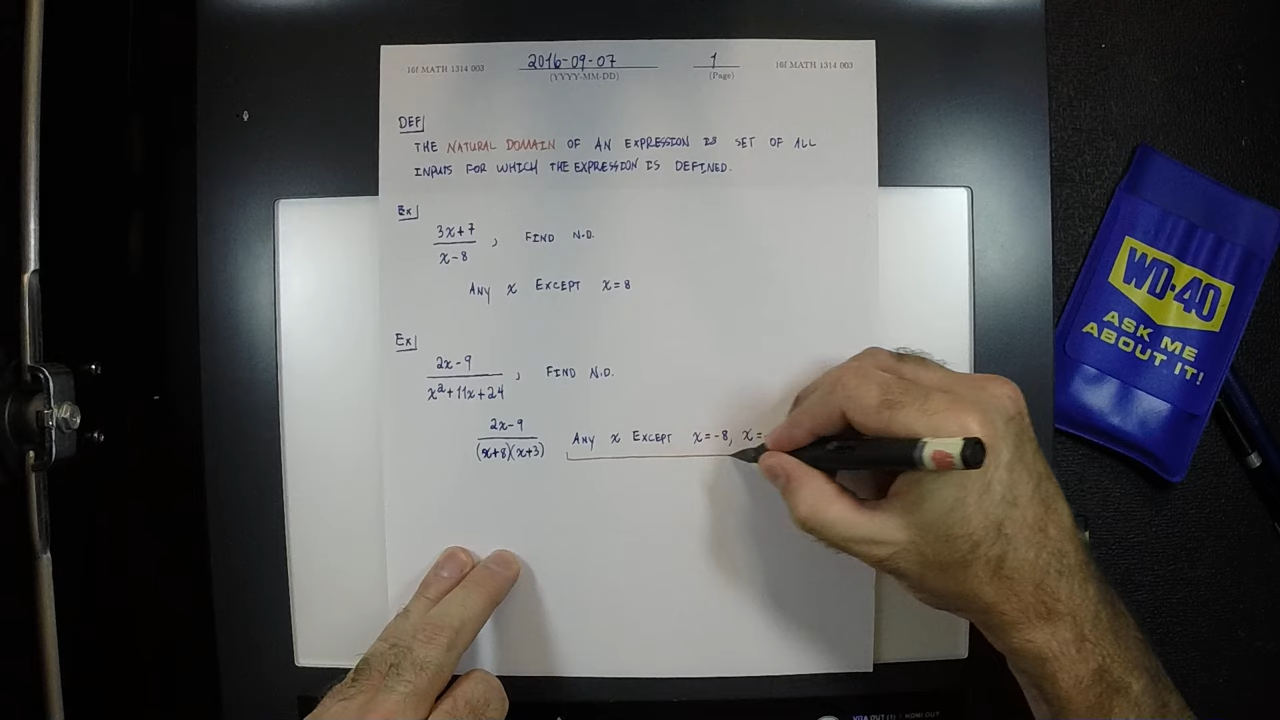 16f MATH 1314 003 2016-09-07 1 16f MATH 1314 003
(YYYY-MM-DD) (Page)
DEF
THE NATURAL DOMAIN OF AN EXPRESSION IS SET OF ALL
INPUTS FOR WHICH THE EXPRESSION IS DEFINED.
Ex
3x+7
x-8
, FIND N.D.
ANY x EXCEPT x=8
Ex
2x-9
x²+11x+24
, FIND N.D.
2x-9
(x+8)(x+3)
ANY x EXCEPT x=-8, x=
WD-40
ASK ME
ABOUT IT!